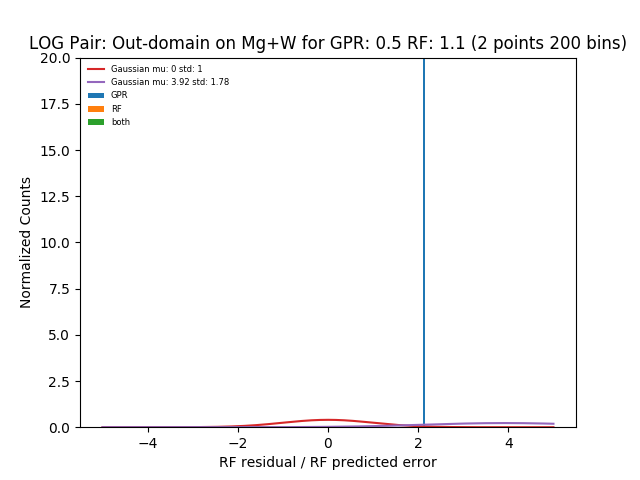 LOG Pair: Out-domain on Mg+W for GPR: 0.5 RF: 1.1 (2 points 200 bins)
Gaussian mu: 0 std: 1
Gaussian mu: 3.92 std: 1.78
GPR
RF
both
Normalized Counts
20.0
17.5
15.0
12.5
10.0
7.5
5.0
2.5
0.0
−4 −2 0 2 4
RF residual / RF predicted error